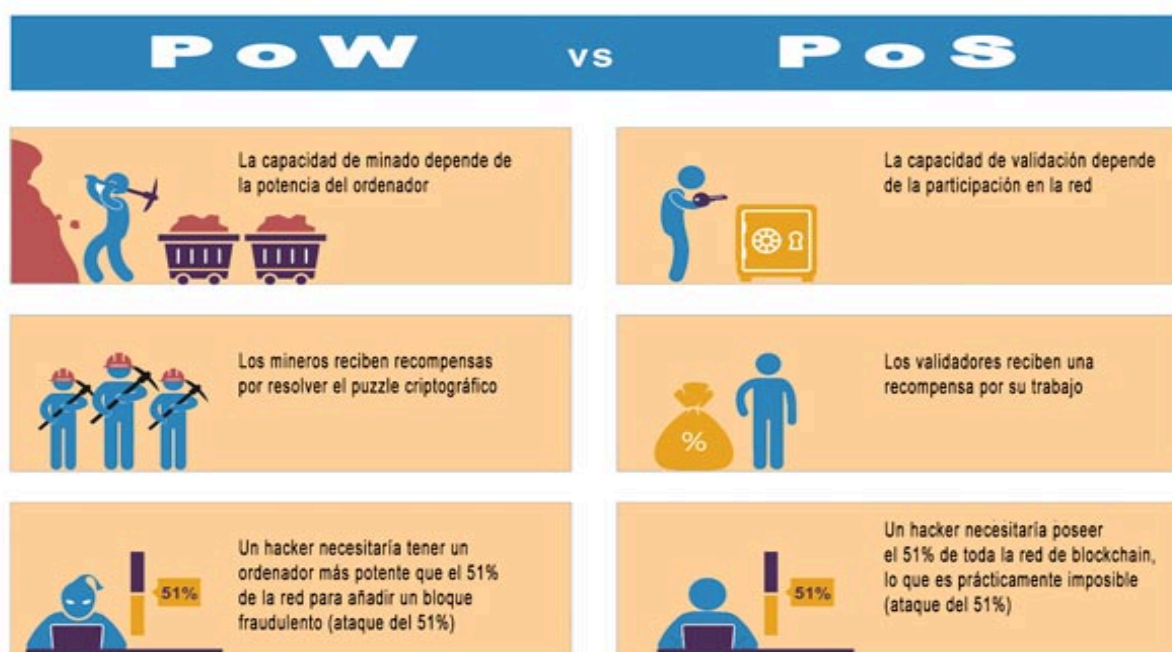 PoW vs PoS
La capacidad de minado depende de
la potencia del ordenador
La capacidad de validación depende
de la participación en la red
Los mineros reciben recompensas
por resolver el puzzle criptográfico
%
Los validadores reciben una
recompensa por su trabajo
51%
Un hacker necesitaría tener un
ordenador más potente que el 51%
de la red para añadir un bloque
fraudulento (ataque del 51%)
51%
Un hacker necesitaría poseer
el 51% de toda la red de blockchain,
lo que es prácticamente imposible
(ataque del 51%)